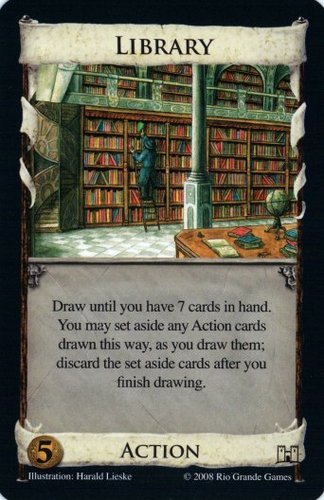 LIBRARY
Draw until you have 7 cards in hand.
You may set aside any Action cards
drawn this way, as you draw them;
discard the set aside cards after you
finish drawing.
5
ACTION
Illustration: Harald Lieske
© 2008 Rio Grande Games